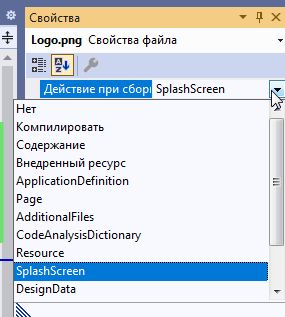 Свойства
Logo.png Свойства файла
Действие при сбор SplashScreen
Нет
Компилировать
Содержание
Внедренный ресурс
ApplicationDefinition
Page
AdditionalFiles
CodeAnalysisDictionary
Resource
SplashScreen
DesignData